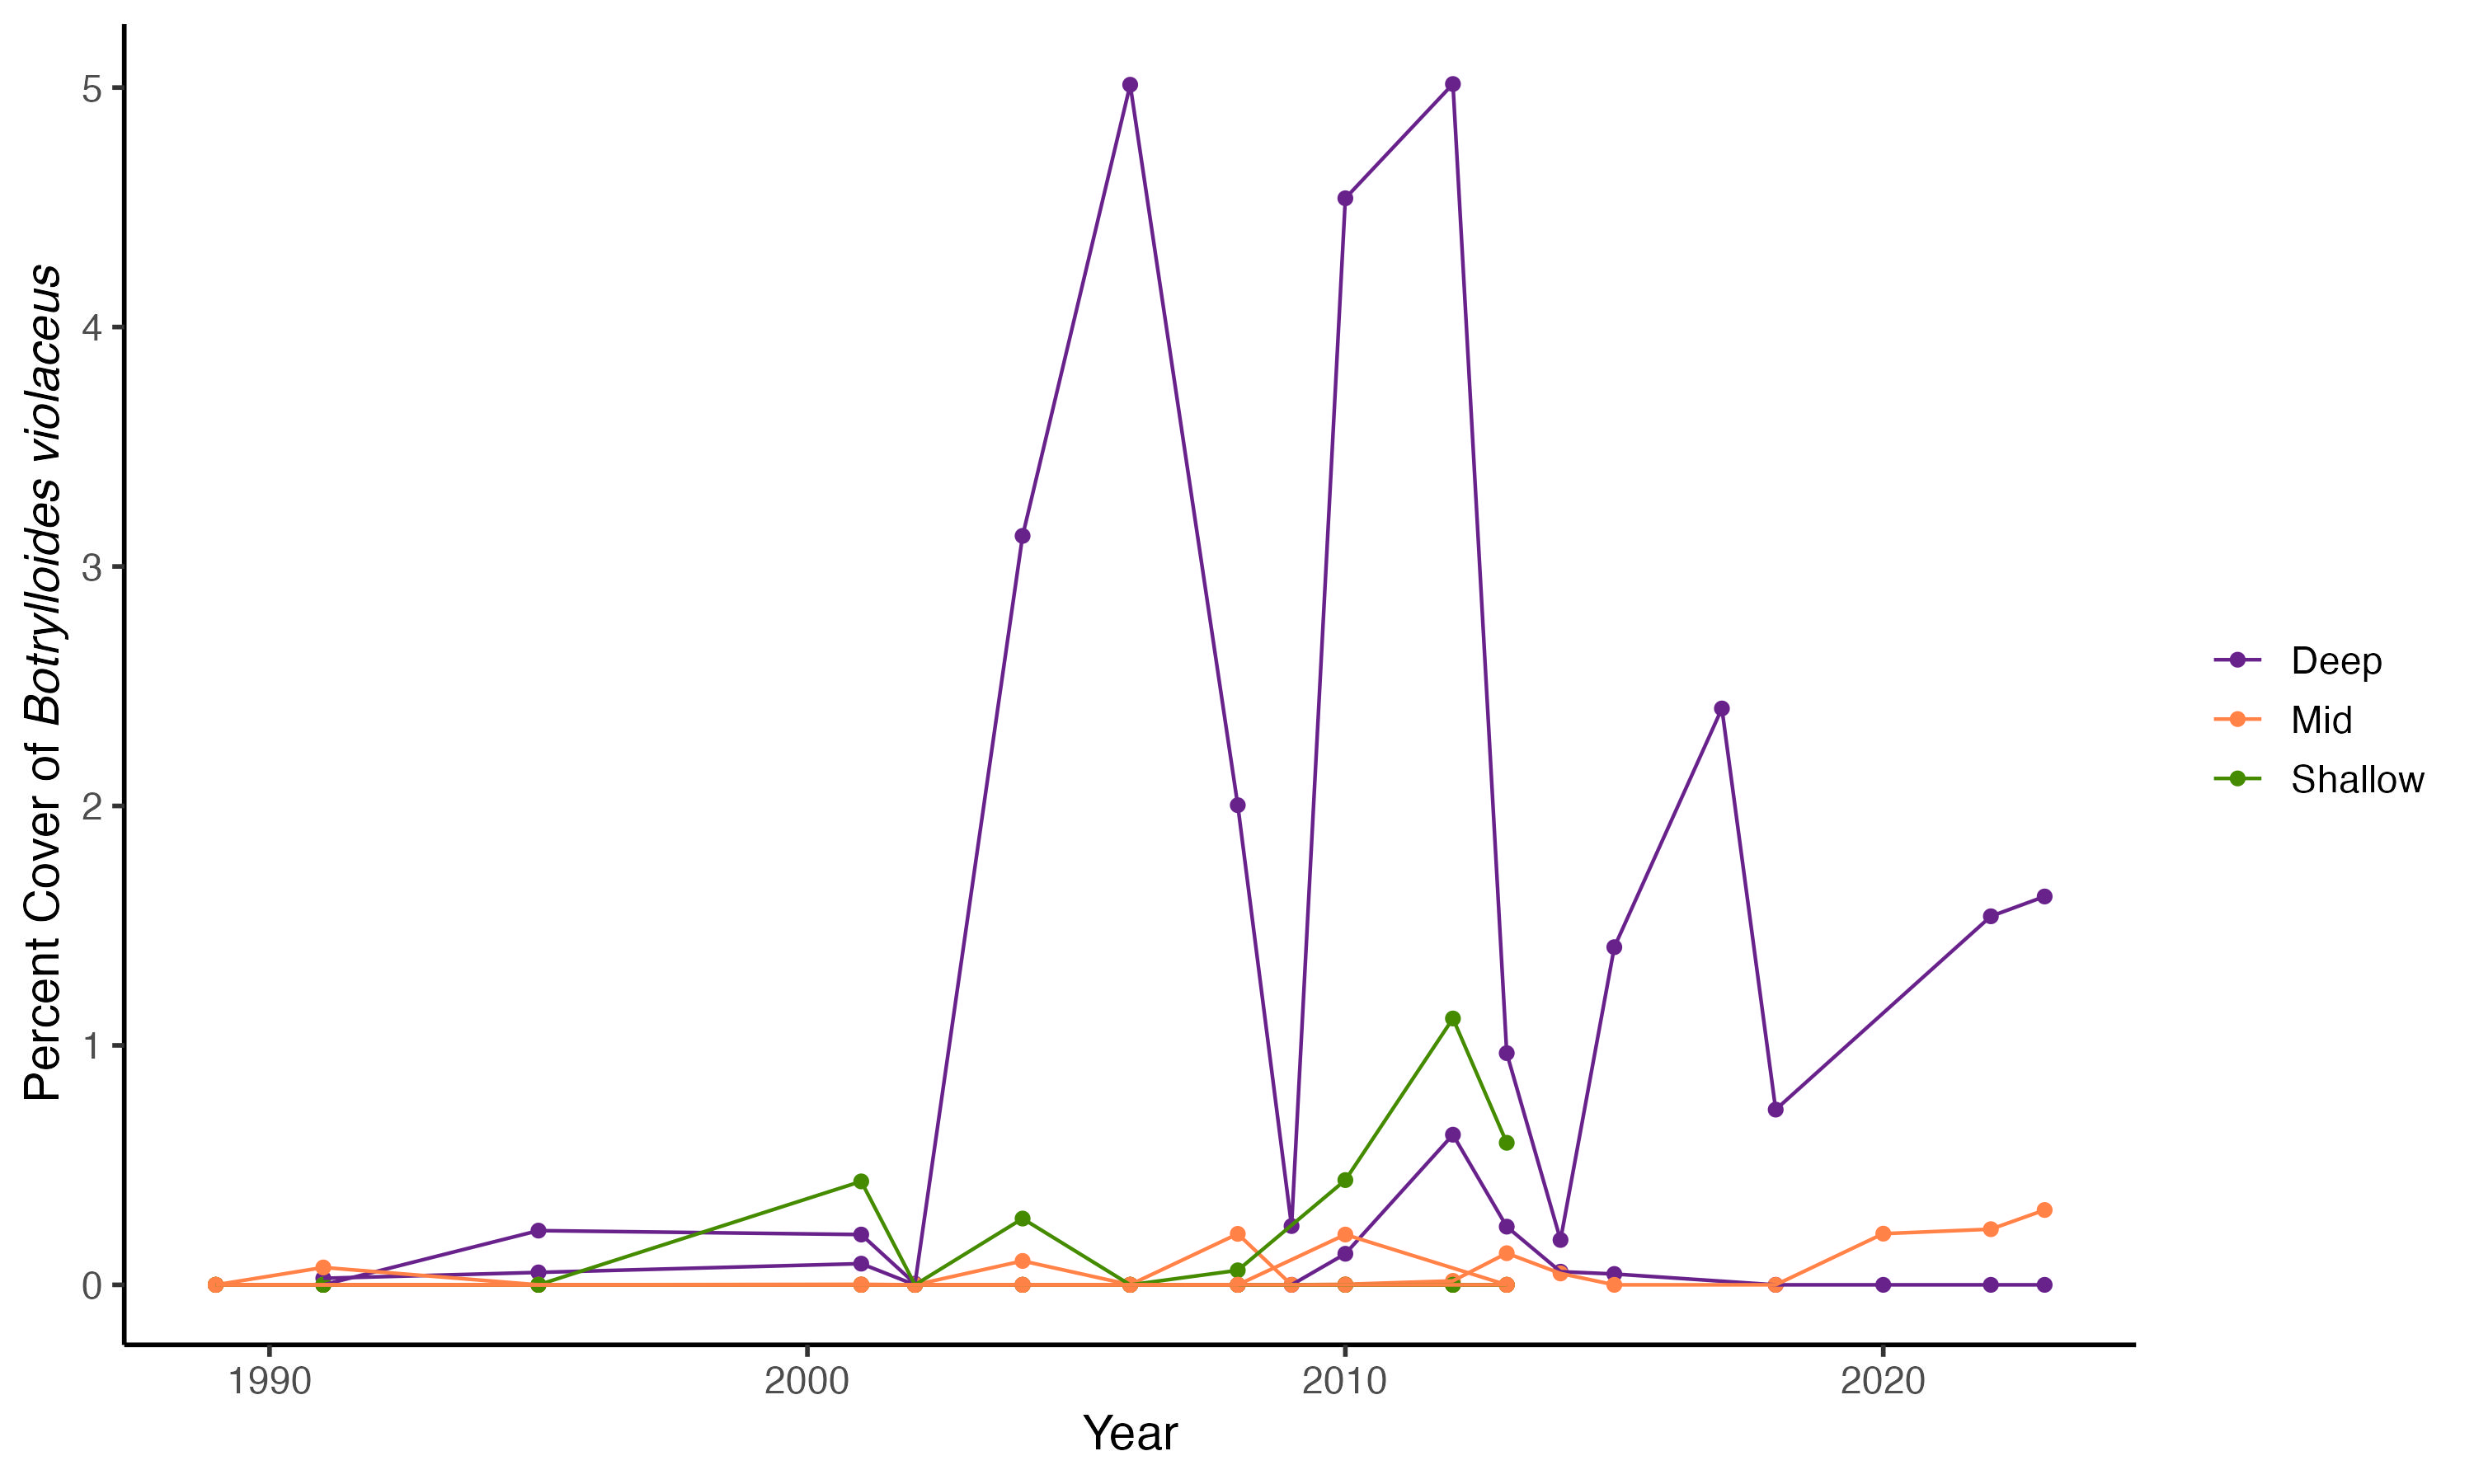 Percent Cover of Botrylloides violaceus
5
4
3
2
1
0
1990 2000 2010 2020
Year
Deep
Mid
Shallow